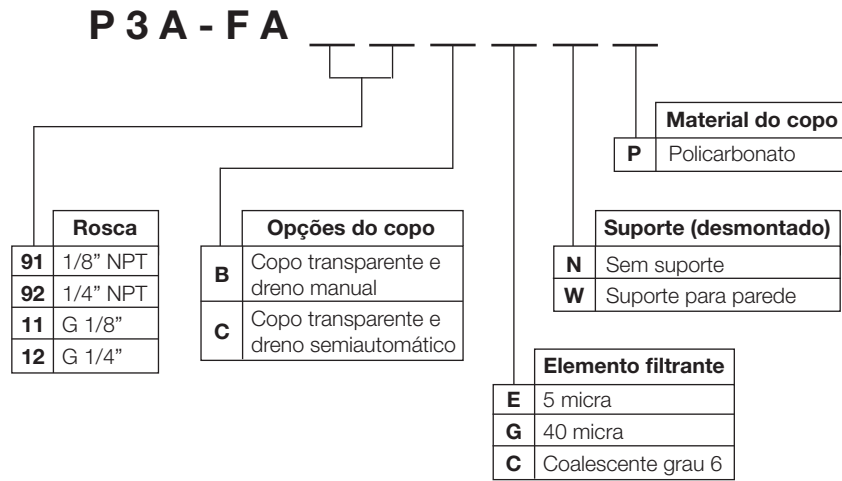 P3A-FA
Material do copo
P Policarbonato
Rosca
91 1/8” NPT
92 1/4” NPT
11 G 1/8”
12 G 1/4”
Opções do copo
B Copo transparente e
dreno manual
C Copo transparente e
dreno semiautomático
Suporte (desmontado)
N Sem suporte
W Suporte para parede
Elemento filtrante
E 5 micra
G 40 micra
C Coalescente grau 6